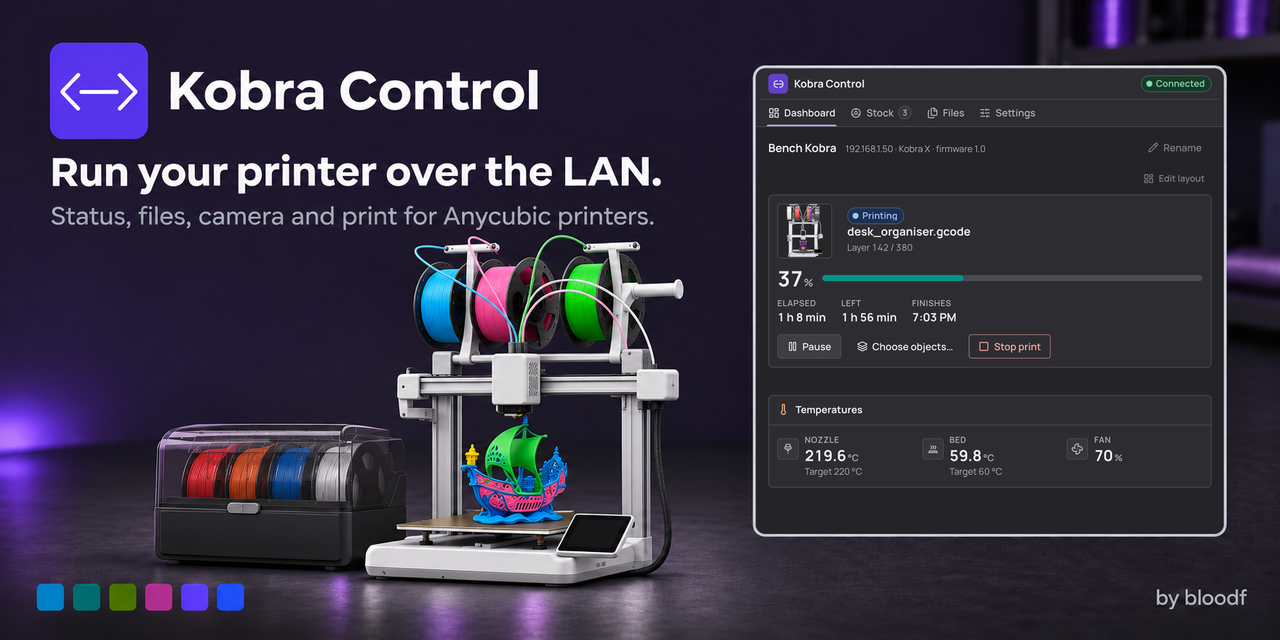 Kobra Control
Run your printer over the LAN.
Status, files, camera and print for Anycubic printers.
Kobra Control
Connected
Dashboard Stock 3 Files Settings
Bench Kobra 192.168.1.50 · Kobra X · firmware 1.0 Rename
Edit layout
Printing
desk_organiser.gcode
Layer 142 / 380
37%
ELAPSED LEFT FINISHES
1 h 8 min 1 h 56 min 7:03 PM
Pause Choose objects... Stop print
Temperatures
NOZZLE BED FAN
219.6 °C 59.8 °C 70 %
Target 220 °C Target 60 °C
by bloodf